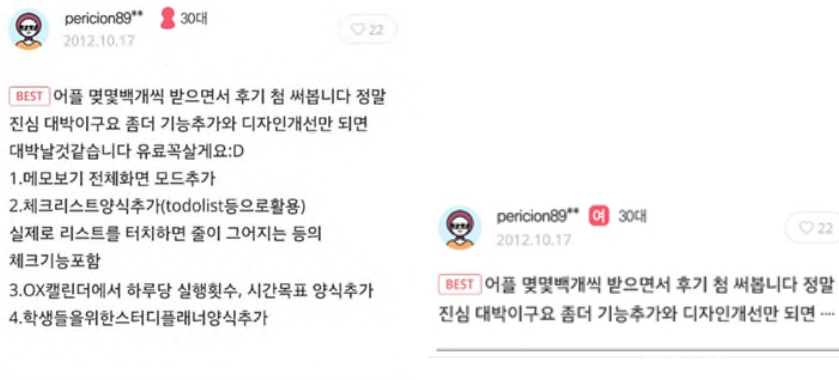 pericion89** 30대
2012.10.17
22
BEST 어플 몇몇백개씩 받으면서 후기 첨 써봅니다 정말
진심 대박이구요 좀더 기능추가와 디자인개선만 되면
대박날것같습니다 유료꼭살게요:D
1.메모보기 전체화면 모드추가
2.체크리스트양식추가(todolist등으로활용)
실제로 리스트를 터치하면 줄이 그어지는 등의
체크기능포함
3.OX캘린더에서 하루당 실행횟수, 시간목표 양식추가
4.학생들을위한스터디플래너양식추가
pericion89** 여 30대
2012.10.17
22
BEST 어플 몇몇백개씩 받으면서 후기 첨 써봅니다 정말
진심 대박이구요 좀더 기능추가와 디자인개선만 되면 ····